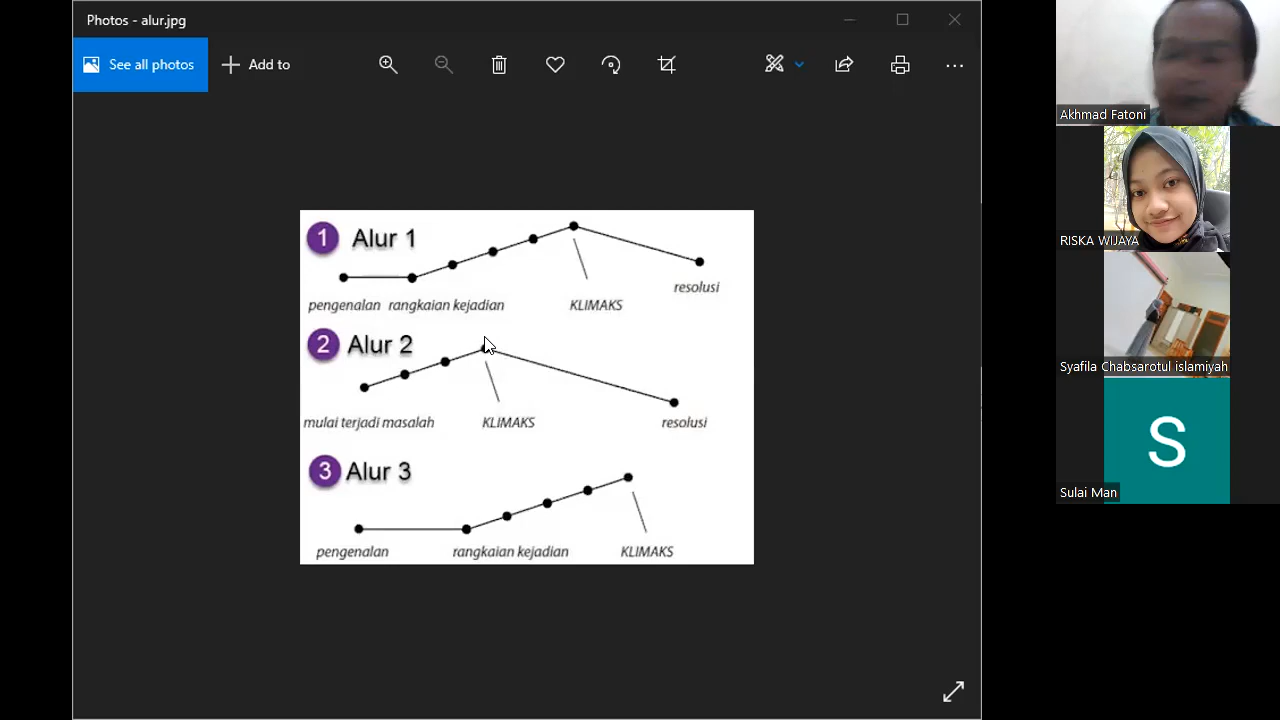 Photos - alur.jpg
See all photos
Add to
1 Alur 1
pengenalan rangkaian kejadian KLIMAKS resolusi
2 Alur 2
mulai terjadi masalah KLIMAKS resolusi
3 Alur 3
pengenalan rangkaian kejadian KLIMAKS
Akhmad Fatoni
RISKA WIJAYA
Syafila Chabsarotul islamiyah
S
Sulai Man